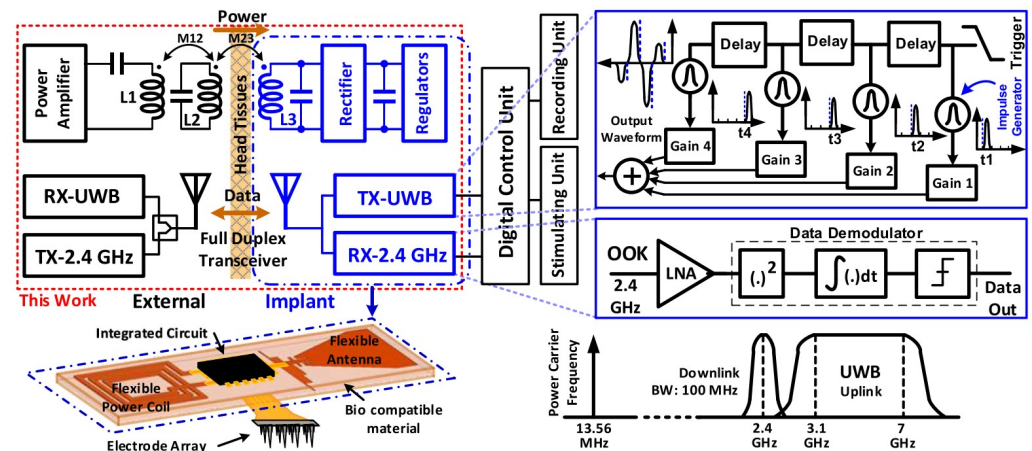 Power
M12
M23
Power
Amplifier
L1
L2
L3
Head Tissues
Rectifier
Regulators
RX-UWB
TX-2.4 GHz
Data
Full Duplex
Transceiver
TX-UWB
RX-2.4 GHz
This Work
External
Implant
Digital Control Unit
Recording Unit
Stimulating Unit
Delay
Delay
Delay
Trigger
Impulse
Generator
Output
Waveform
t4
t3
t2
t1
Gain 4
Gain 3
Gain 2
Gain 1
+
OOK
2.4
GHz
LNA
Data Demodulator
(.)²
∫(.)dt
Data
Out
Integrated Circuit
Flexible
Antenna
Flexible
Power Coil
Bio compatible
material
Electrode Array
Power Carrier
Frequency
Downlink
BW: 100 MHz
UWB
Uplink
13.56
MHz
2.4
GHz
3.1
GHz
7
GHz